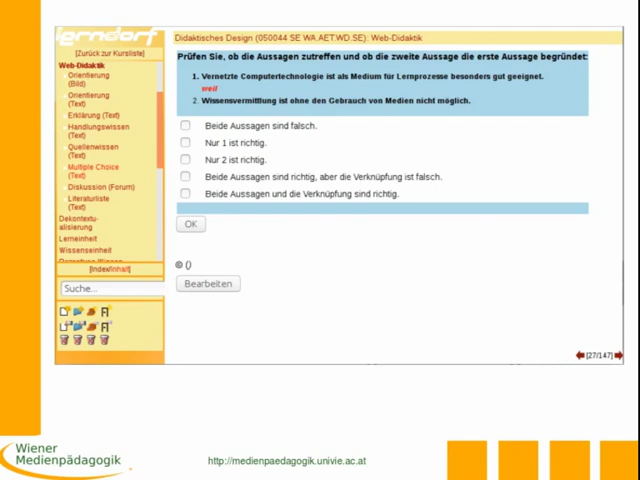 lerndorf
Didaktisches Design (050044 SE WA.AET.WD.SE): Web-Didaktik
[Zurück zur Kursliste]
Web-Didaktik
Orientierung
(Bild)
Orientierung
(Text)
Erklärung (Text)
Handlungswissen
(Text)
Quellenwissen
(Text)
Multiple Choice
(Text)
Diskussion (Forum)
Literaturliste
(Text)
Dekontextu-
alisierung
Lerneinheit
Wissenseinheit
[Index/Inhalt]
Suche...
Prüfen Sie, ob die Aussagen zutreffen und ob die zweite Aussage die erste Aussage begründet:
1. Vernetzte Computertechnologie ist als Medium für Lernprozesse besonders gut geeignet.
weil
2. Wissensvermittlung ist ohne den Gebrauch von Medien nicht möglich.
Beide Aussagen sind falsch.
Nur 1 ist richtig.
Nur 2 ist richtig.
Beide Aussagen sind richtig, aber die Verknüpfung ist falsch.
Beide Aussagen und die Verknüpfung sind richtig.
OK
© ()
Bearbeiten
[27/147]
Wiener
Medienpädagogik
http://medienpaedagogik.univie.ac.at